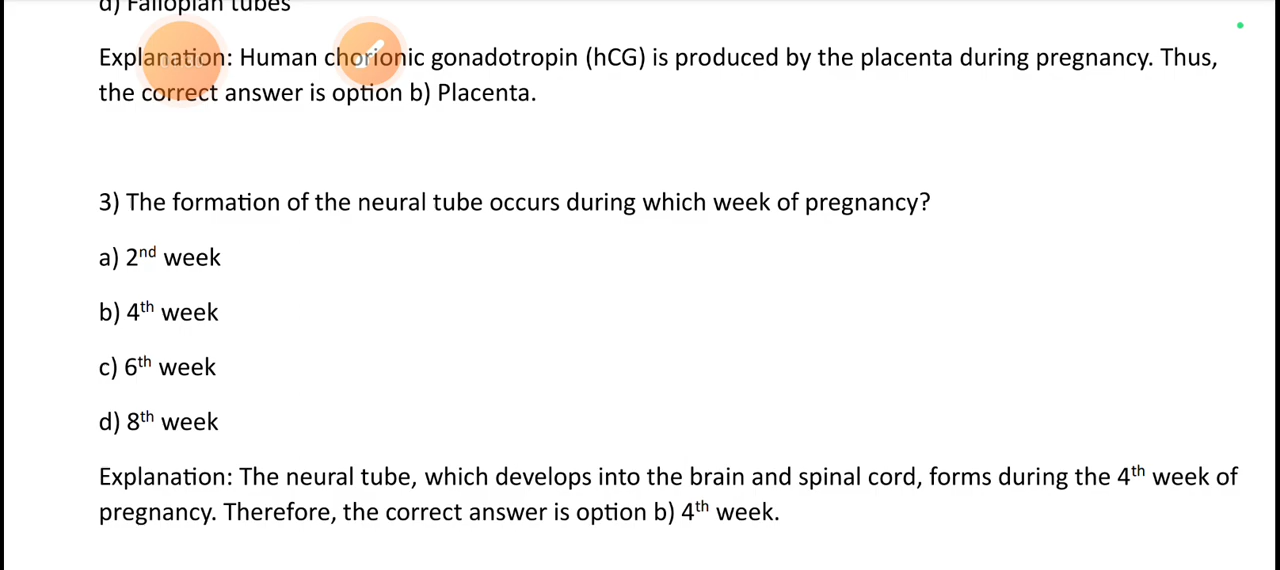 d) Fallopian tubes
Explanation: Human chorionic gonadotropin (hCG) is produced by the placenta during pregnancy. Thus,
the correct answer is option b) Placenta.
3) The formation of the neural tube occurs during which week of pregnancy?
a) 2nd week
b) 4th week
c) 6th week
d) 8th week
Explanation: The neural tube, which develops into the brain and spinal cord, forms during the 4th week of
pregnancy. Therefore, the correct answer is option b) 4th week.